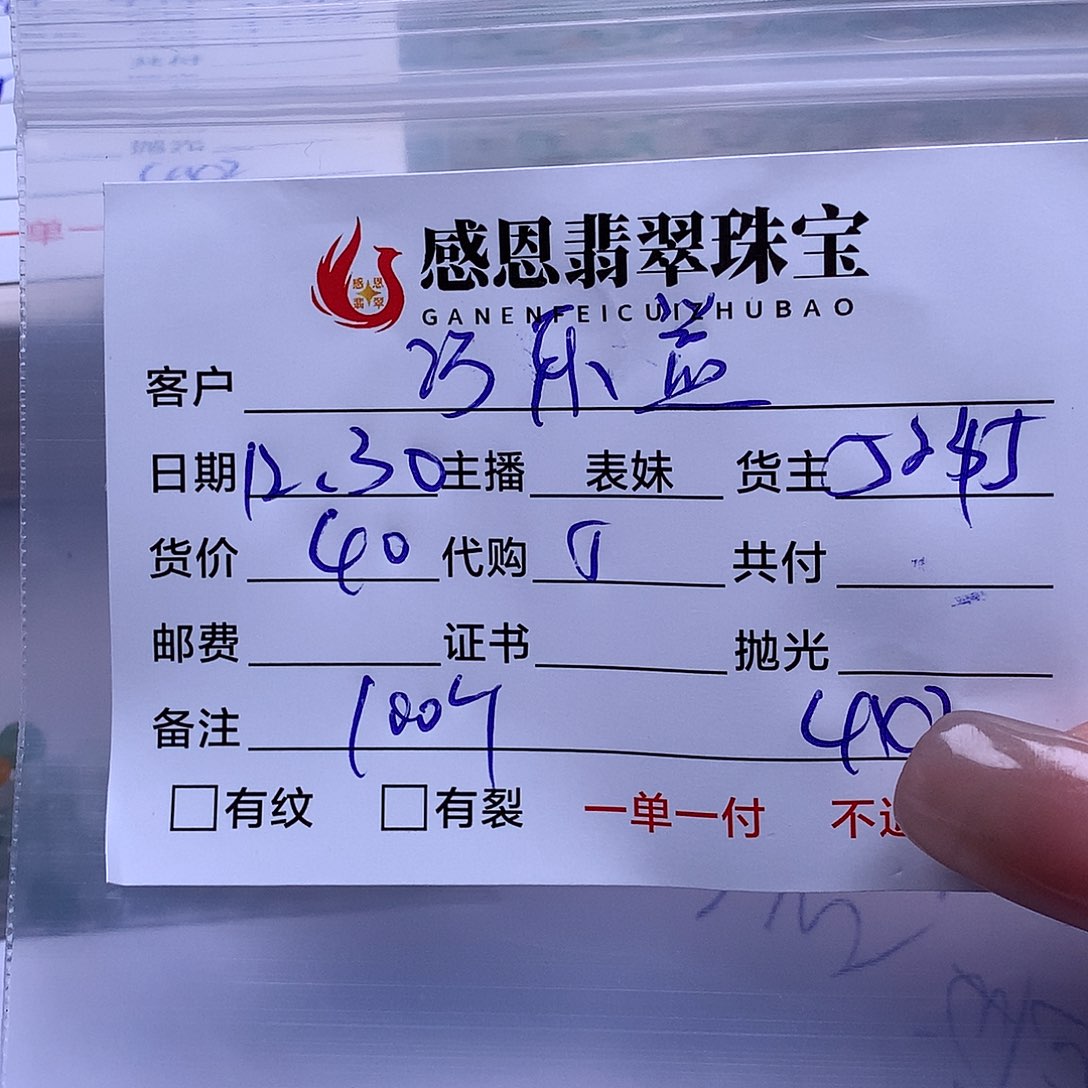 感恩翡翠珠宝
GANENFEICUIZHUBAO
客户
日期 12.30 主播 表妹 货主
货价 40 代购 5 共付
邮费 证书 抛光
备注 1004
有纹 有裂 一单一付 不